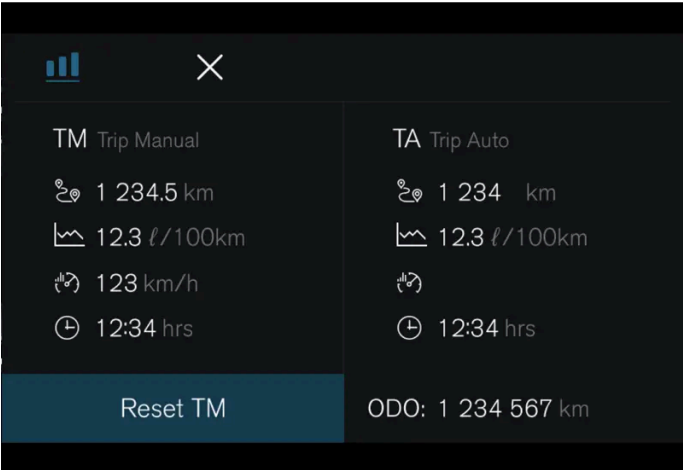 TM Trip Manual
1 234.5 km
12.3 ℓ/100km
123 km/h
12:34 hrs
Reset TM
TA Trip Auto
1 234 km
12.3 ℓ/100km
12:34 hrs
ODO: 1 234 567 km